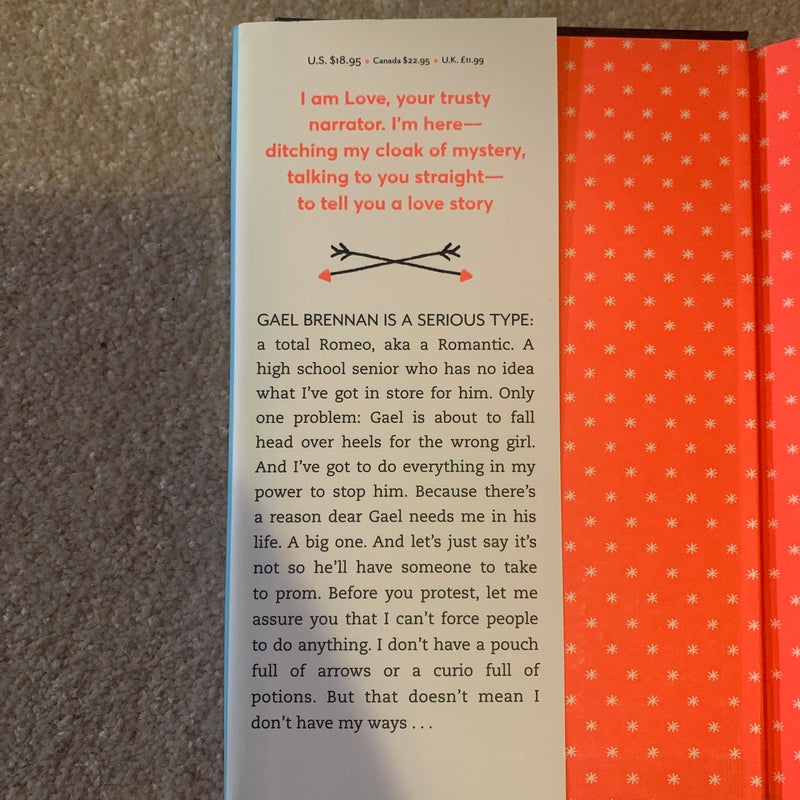 U.S. $18.95 • Canada $22.95 • U.K. £11.99
I am Love, your trusty
narrator. I'm here—
ditching my cloak of mystery,
talking to you straight—
to tell you a love story
GAEL BRENNAN IS A SERIOUS TYPE:
a total Romeo, aka a Romantic. A
high school senior who has no idea
what I've got in store for him. Only
one problem: Gael is about to fall
head over heels for the wrong girl.
And I've got to do everything in my
power to stop him. Because there's
a reason dear Gael needs me in his
life. A big one. And let's just say it's
not so he'll have someone to take
to prom. Before you protest, let me
assure you that I can't force people
to do anything. I don't have a pouch
full of arrows or a curio full of
potions. But that doesn't mean I
don't have my ways . . .